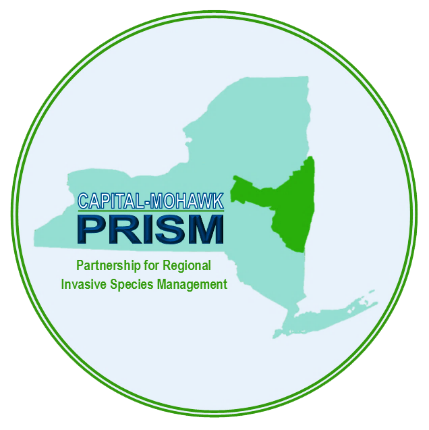 CAPITAL-MOHAWK
PRISM
Partnership for Regional
Invasive Species Management